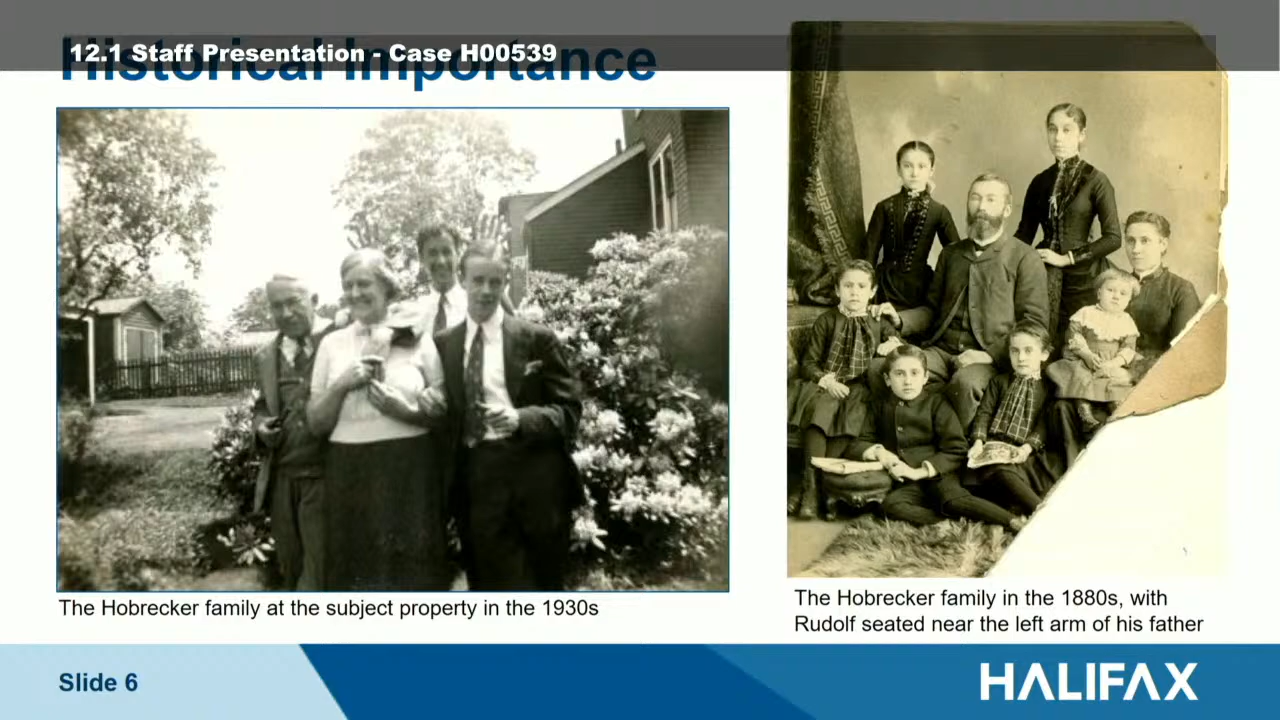 12.1 Staff Presentation - Case H00539
Historical Importance
The Hobrecker family at the subject property in the 1930s
The Hobrecker family in the 1880s, with
Rudolf seated near the left arm of his father
Slide 6
HALIFAX